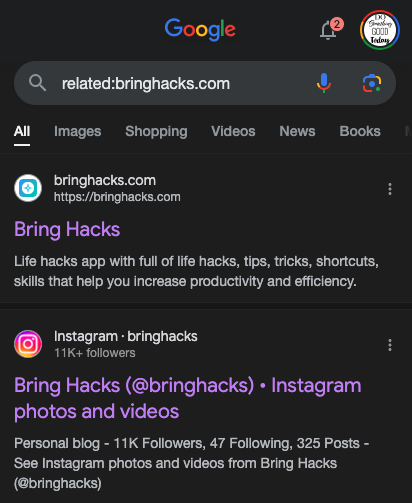 Google
2
DO
Something
GOOD
Today
related:bringhacks.com
All Images Shopping Videos News Books
bringhacks.com
https://bringhacks.com
Bring Hacks
Life hacks app with full of life hacks, tips, tricks, shortcuts,
skills that help you increase productivity and efficiency.
Instagram · bringhacks
11K+ followers
Bring Hacks (@bringhacks) • Instagram
photos and videos
Personal blog - 11K Followers, 47 Following, 325 Posts -
See Instagram photos and videos from Bring Hacks
(@bringhacks)